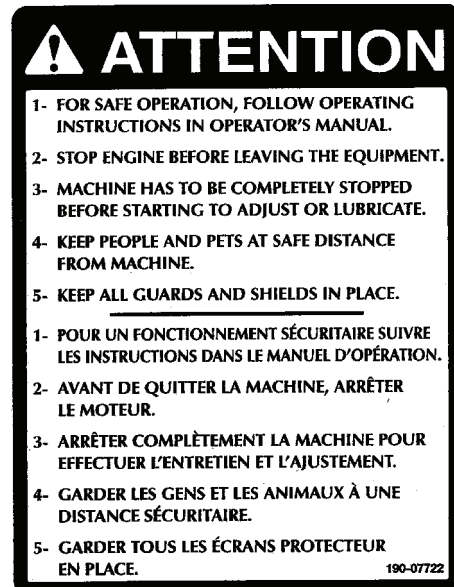 ATTENTION
1- FOR SAFE OPERATION, FOLLOW OPERATING
INSTRUCTIONS IN OPERATOR'S MANUAL.
2- STOP ENGINE BEFORE LEAVING THE EQUIPMENT.
3- MACHINE HAS TO BE COMPLETELY STOPPED
BEFORE STARTING TO ADJUST OR LUBRICATE.
4- KEEP PEOPLE AND PETS AT SAFE DISTANCE
FROM MACHINE.
5- KEEP ALL GUARDS AND SHIELDS IN PLACE.
1- POUR UN FONCTIONNEMENT SÉCURITAIRE SUIVRE
LES INSTRUCTIONS DANS LE MANUEL D'OPÉRATION.
2- AVANT DE QUITTER LA MACHINE, ARRÊTER
LE MOTEUR.
3- ARRÊTER COMPLÈTEMENT LA MACHINE POUR
EFFECTUER L'ENTRETIEN ET L'AJUSTEMENT.
4- GARDER LES GENS ET LES ANIMAUX À UNE
DISTANCE SÉCURITAIRE.
5- GARDER TOUS LES ÉCRANS PROTECTEUR
EN PLACE. 190-07722